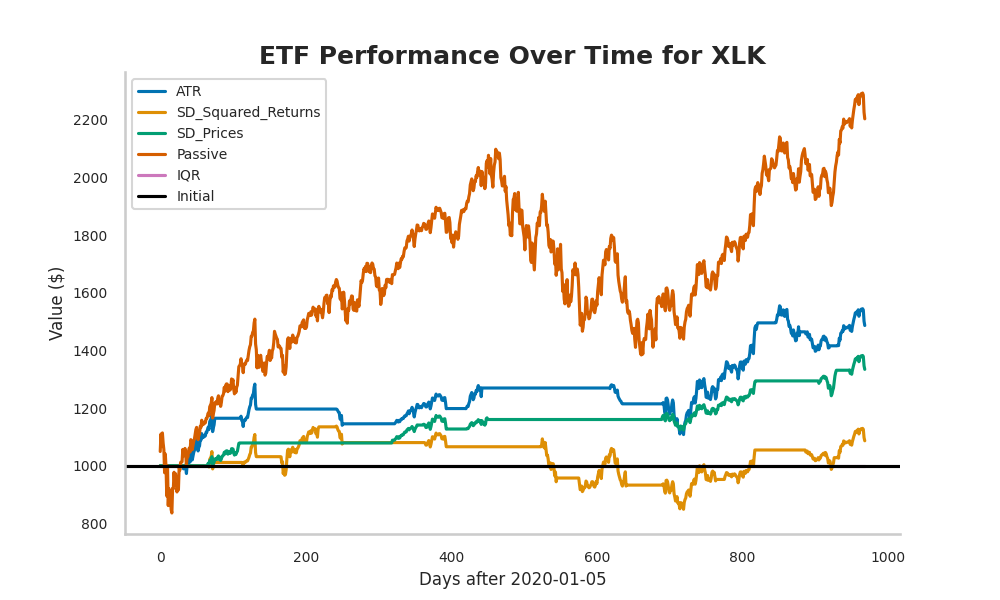 ETF Performance Over Time for XLK
ATR
SD_Squared_Returns
SD_Prices
Passive
IQR
Initial
Value ($)
2200
2000
1800
1600
1400
1200
1000
800
0 200 400 600 800 1000
Days after 2020-01-05